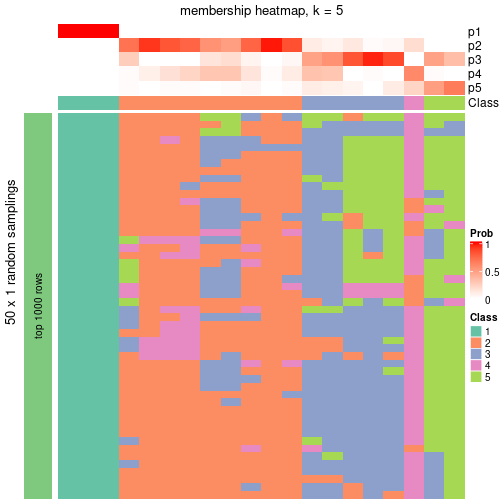 membership heatmap, k = 5
p1
p2
p3
p4
p5
Class
50 x 1 random samplings
top 1000 rows
Prob
1
0.5
0
Class
1
2
3
4
5